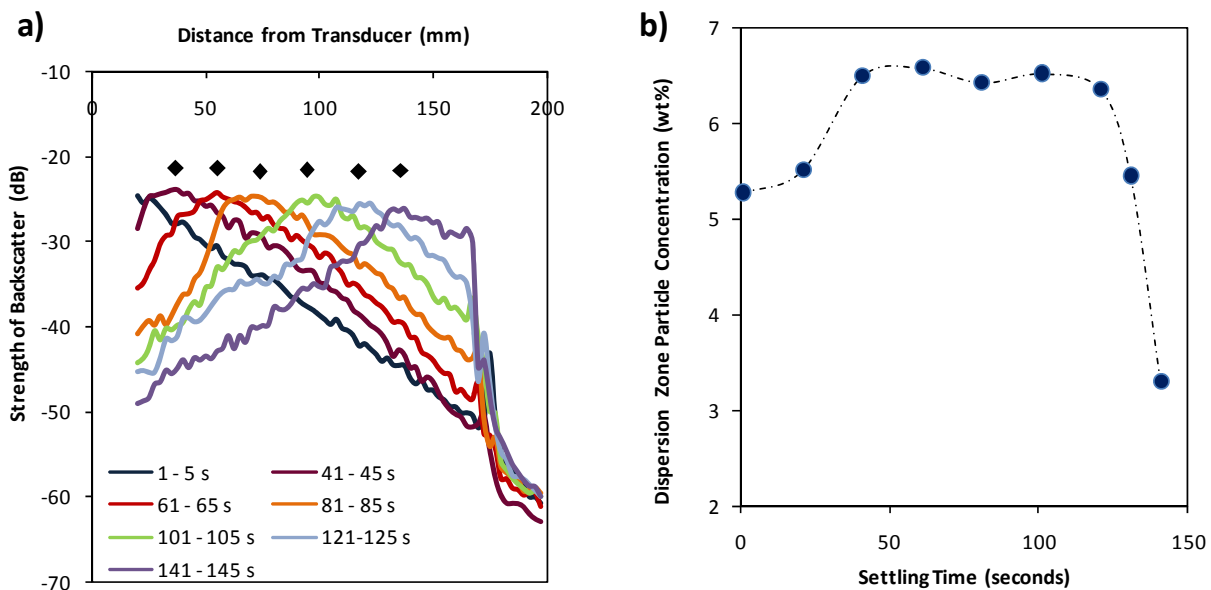 a)
Distance from Transducer (mm)
-10
0 50 100 150 200
-20
-30
-40
-50
-60
-70
Strength of Backscatter (dB)
1 - 5 s 41 - 45 s
61 - 65 s 81 - 85 s
101 - 105 s 121-125 s
141 - 145 s
b)
7
6
5
4
3
2
Dispersion Zone Particle Concentration (wt%)
0 50 100 150
Settling Time (seconds)